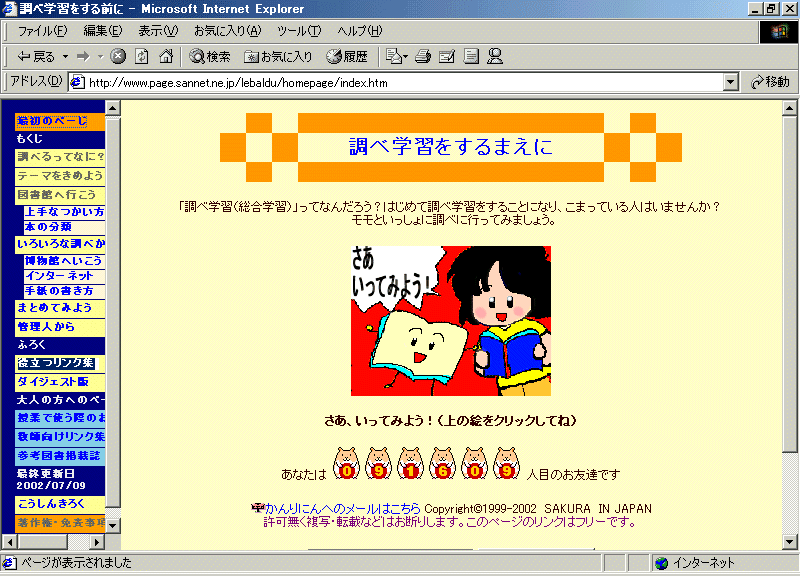 調べ学習をする前に - Microsoft Internet Explorer
ファイル(F) 編集(E) 表示(V) お気に入り(A) ツール(T) ヘルプ(H)
戻る 検索 お気に入り 履歴
アドレス(D) http://www.page.sannet.ne.jp/lebaldu/homepage/index.htm 移動
最初のぺーじ
もくじ
調べるってなに?
テーマをきめよう
図書館へ行こう
上手なつかい方
本の分類
いろいろな調べか
博物館へいこう
インターネット
手紙の書き方
まとめてみよう
管理人から
ふろく
役立つリンク集
ダイジェスト版
大人の方へのペー
授業で使う際のお
教師向けリンク集
参考図書掲載誌
最終更新日
2002/07/09
こうしんきろく
著作権・免責事項
調べ学習をするまえに
「調べ学習(総合学習)」ってなんだろう?はじめて調べ学習をすることになり、こまっている人はいませんか?
モモといっしょに調べに行ってみましょう。
さあ
いってみよう!
さあ、いってみよう!(上の絵をクリックしてね)
あなたは 091609 人目のお友達です
かんりにんへのメールはこちら Copyright©1999-2002 SAKURA IN JAPAN
許可無く複写・転載などはお断りします。このページのリンクはフリーです。
ページが表示されました インターネット